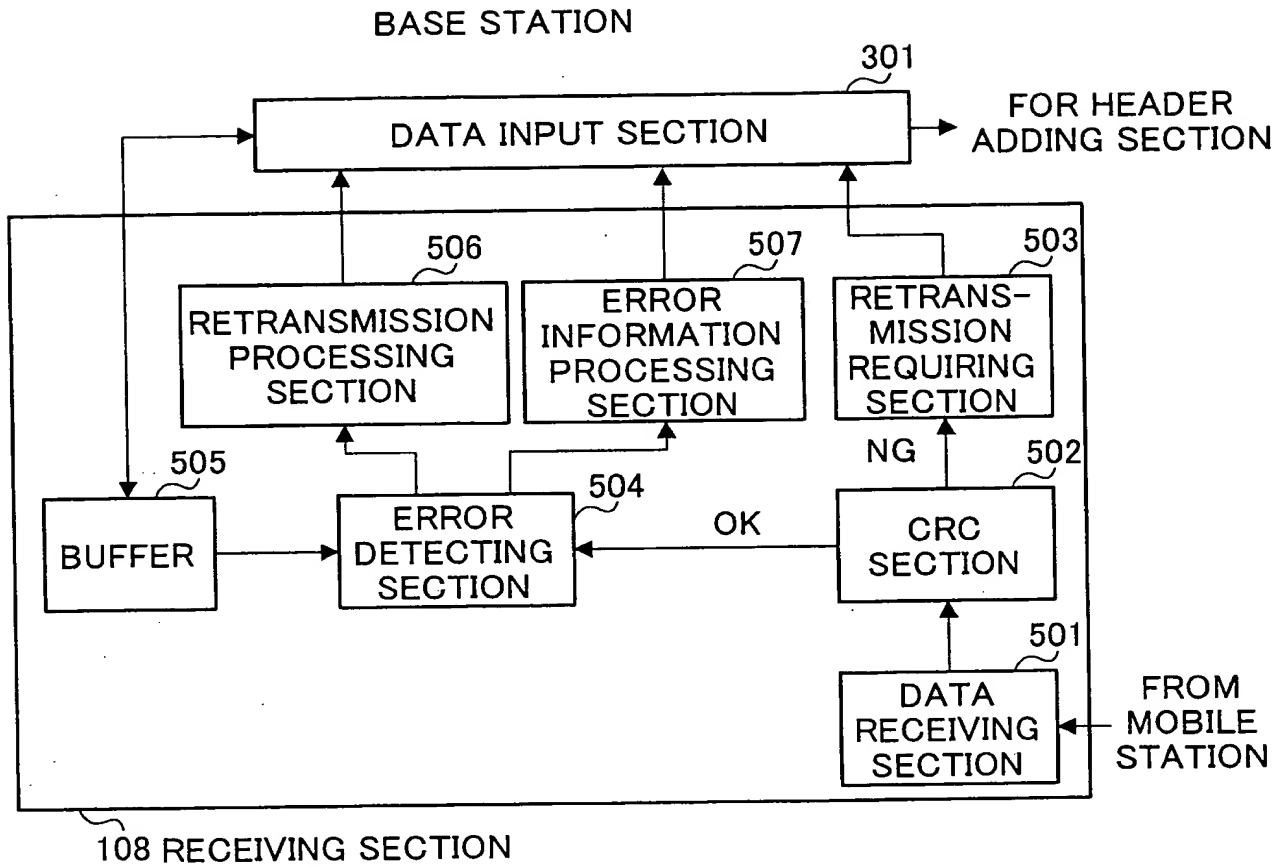 BASE STATION
301
DATA INPUT SECTION
FOR HEADER
ADDING SECTION
506
RETRANSMISSION
PROCESSING
SECTION
507
ERROR
INFORMATION
PROCESSING
SECTION
503
RETRANS-
MISSION
REQUIRING
SECTION
NG
505
BUFFER
504
ERROR
DETECTING
SECTION
OK
502
CRC
SECTION
501
DATA
RECEIVING
SECTION
FROM
MOBILE
STATION
108 RECEIVING SECTION